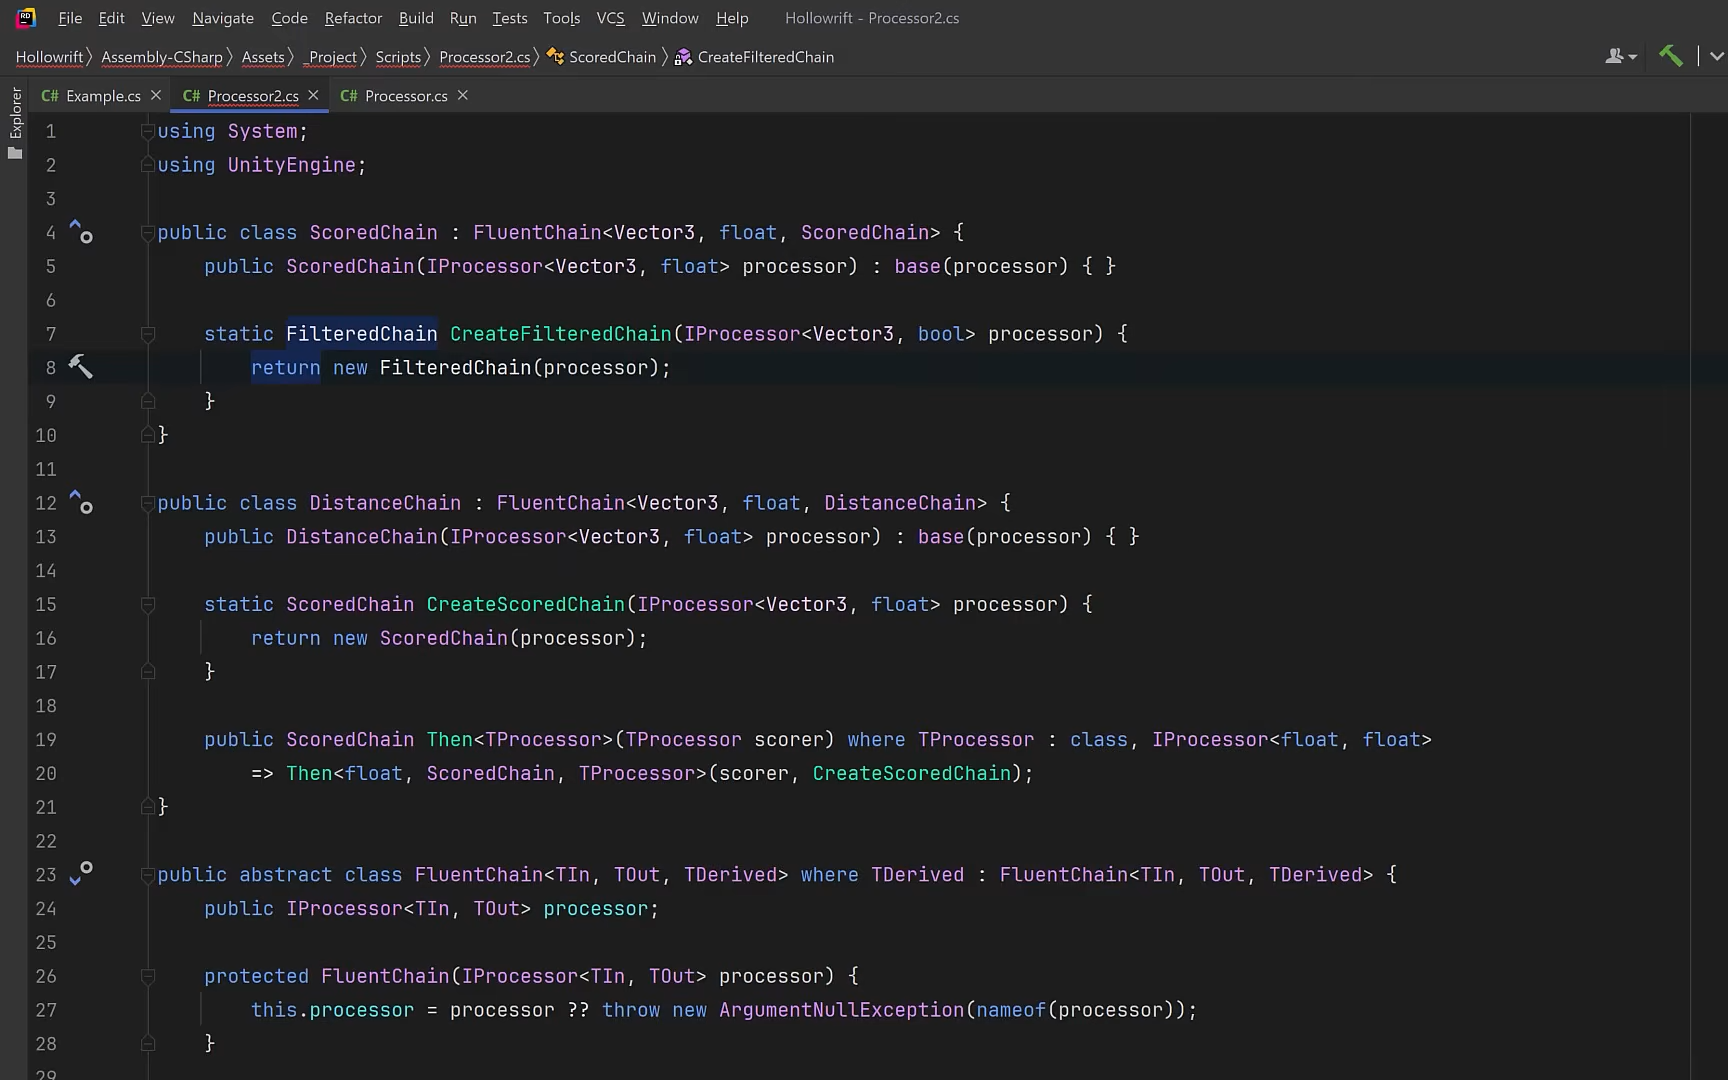 RD File Edit View Navigate Code Refactor Build Run Tests Tools VCS Window Help Hollowrift - Processor2.cs
Hollowrift Assembly-CSharp Assets _Project Scripts Processor2.cs ScoredChain CreateFilteredChain
Explorer
C# Example.cs C# Processor2.cs C# Processor.cs
1 using System;
2 using UnityEngine;
3
4 public class ScoredChain : FluentChain<Vector3, float, ScoredChain> {
5 public ScoredChain(IProcessor<Vector3, float> processor) : base(processor) { }
6
7 static FilteredChain CreateFilteredChain(IProcessor<Vector3, bool> processor) {
8 return new FilteredChain(processor);
9 }
10 }
11
12 public class DistanceChain : FluentChain<Vector3, float, DistanceChain> {
13 public DistanceChain(IProcessor<Vector3, float> processor) : base(processor) { }
14
15 static ScoredChain CreateScoredChain(IProcessor<Vector3, float> processor) {
16 return new ScoredChain(processor);
17 }
18
19 public ScoredChain Then<TProcessor>(TProcessor scorer) where TProcessor : class, IProcessor<float, float>
20 => Then<float, ScoredChain, TProcessor>(scorer, CreateScoredChain);
21 }
22
23 public abstract class FluentChain<TIn, TOut, TDerived> where TDerived : FluentChain<TIn, TOut, TDerived> {
24 public IProcessor<TIn, TOut> processor;
25
26 protected FluentChain(IProcessor<TIn, TOut> processor) {
27 this.processor = processor ?? throw new ArgumentNullException(nameof(processor));
28 }
29